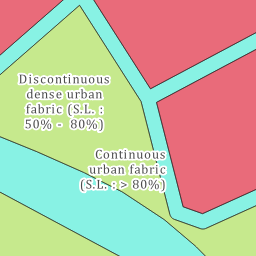 Discontinuous
dense urban
fabric (S.L. :
50% - 80%)
Continuous
urban fabric
(S.L. : > 80%)